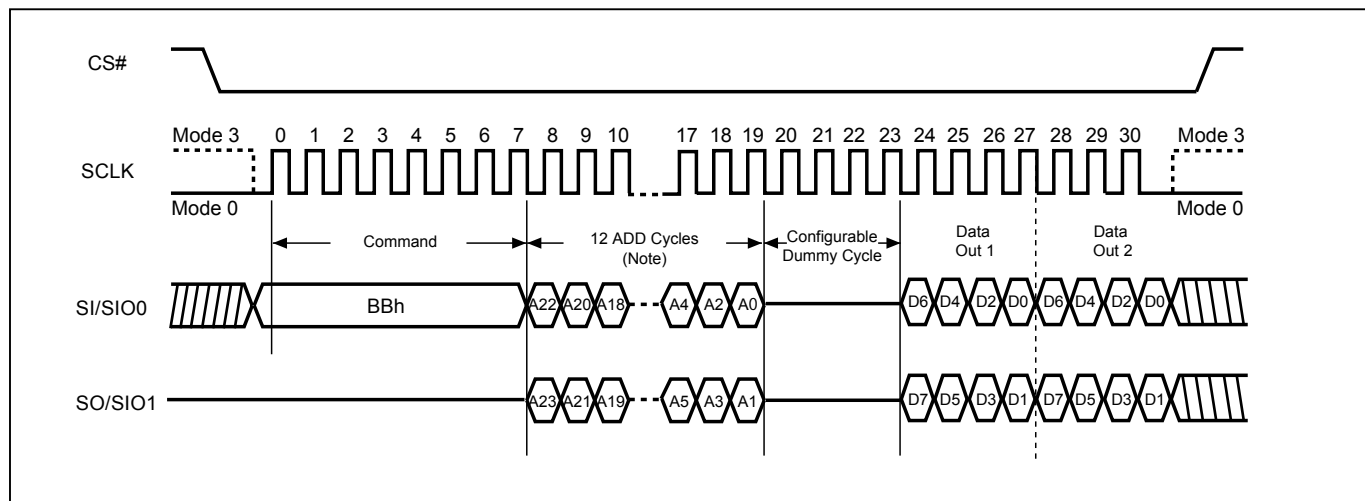 CS#
Mode 3 0 1 2 3 4 5 6 7 8 9 10 17 18 19 20 21 22 23 24 25 26 27 28 29 30 Mode 3
SCLK
Mode 0 Mode 0
Command 12 ADD Cycles (Note) Configurable Dummy Cycle Data Out 1 Data Out 2
SI/SIO0 BBh A22 A20 A18 A4 A2 A0 D6 D4 D2 D0 D6 D4 D2 D0
SO/SIO1 A23 A21 A19 A5 A3 A1 D7 D5 D3 D1 D7 D5 D3 D1